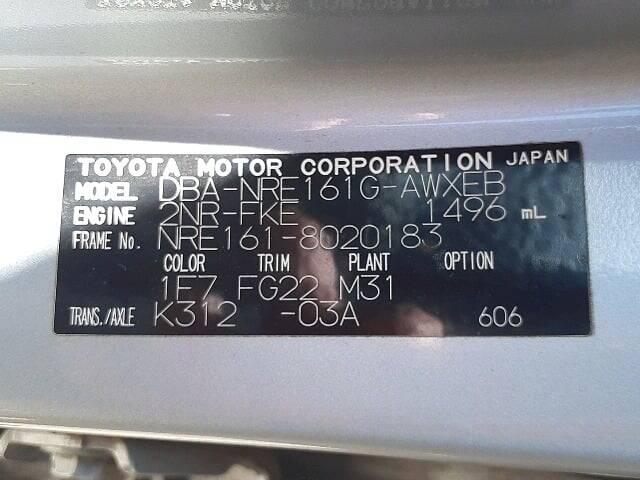 TOYOTA MOTOR CORPORATION JAPAN
MODEL DBA-NRE161G-AWXEB
ENGINE 2NR-FKE 1496 mL
FRAME No. NRE161-8020183
COLOR TRIM PLANT OPTION
1E7 FG22 M31
TRANS./AXLE K312 -03A 606